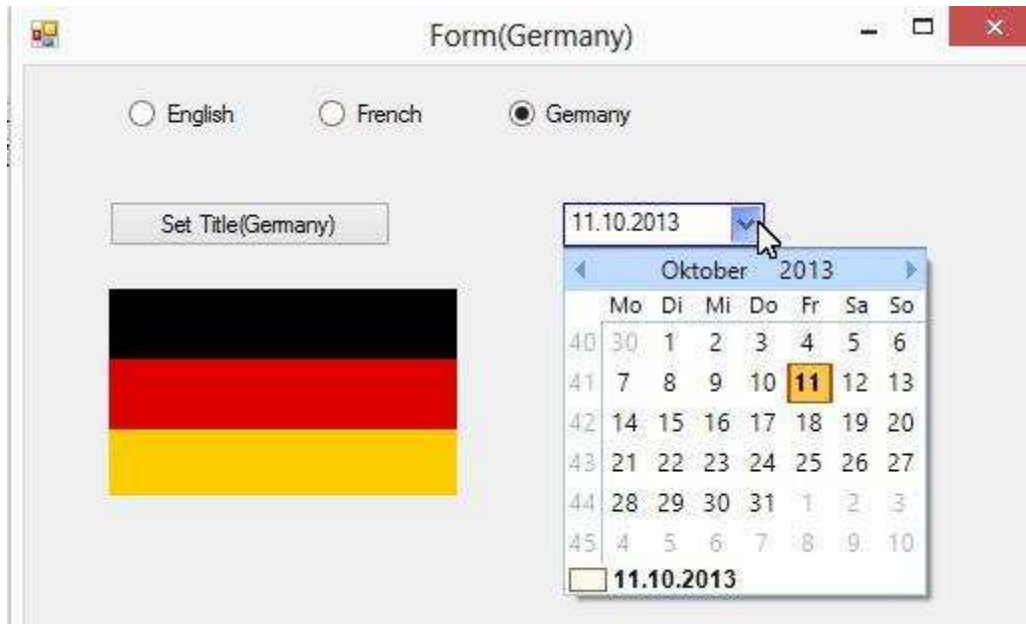 Form(Germany)
English French Germany
Set Title(Germany)
11.10.2013
Oktober 2013
Mo Di Mi Do Fr Sa So
40 30 1 2 3 4 5 6
41 7 8 9 10 11 12 13
42 14 15 16 17 18 19 20
43 21 22 23 24 25 26 27
44 28 29 30 31 1 2 3
45 4 5 6 7 8 9 10
11.10.2013